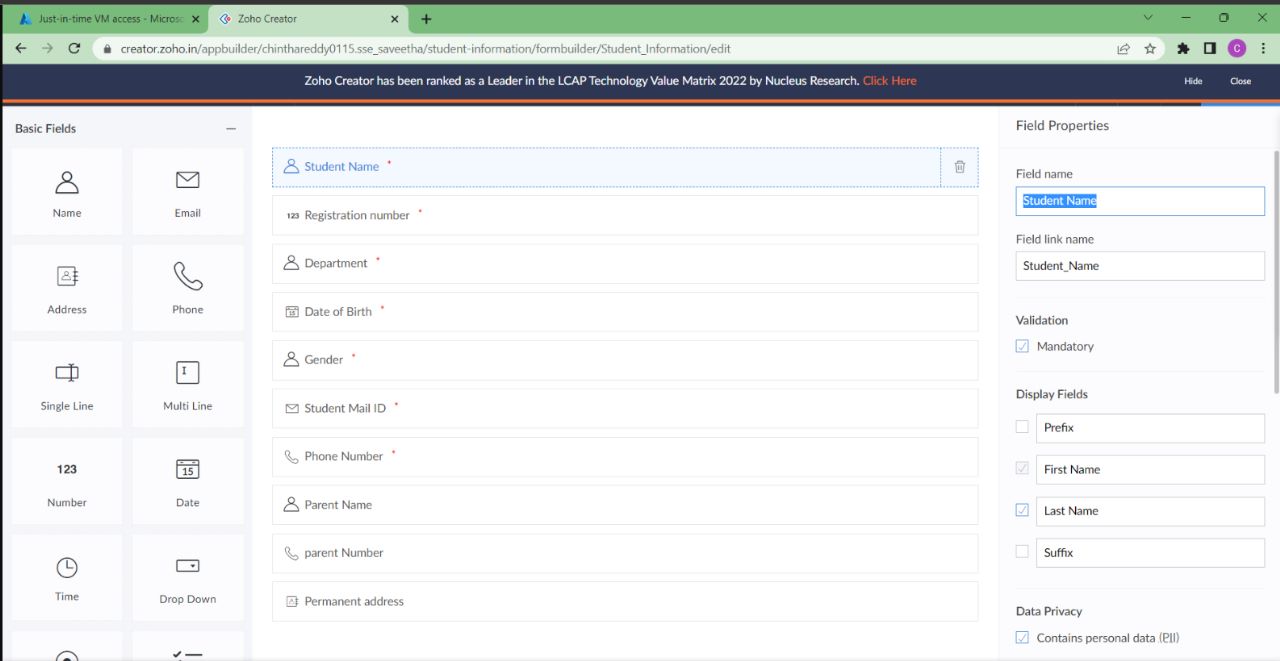 Just-in-time VM access - Microso
Zoho Creator
creator.zoho.in/appbuilder/chinthareddy0115.sse_saveetha/student-information/formbuilder/Student_Information/edit
C
Zoho Creator has been ranked as a Leader in the LCAP Technology Value Matrix 2022 by Nucleus Research. Click Here
Hide
Close
Basic Fields
Name
Email
Address
Phone
Single Line
Multi Line
123
Number
15
Date
Time
Drop Down
Student Name *
123 Registration number *
Department *
Date of Birth *
Gender *
Student Mail ID *
Phone Number *
Parent Name
parent Number
Permanent address
Field Properties
Field name
Student Name
Field link name
Student_Name
Validation
Mandatory
Display Fields
Prefix
First Name
Last Name
Suffix
Data Privacy
Contains personal data (PII)